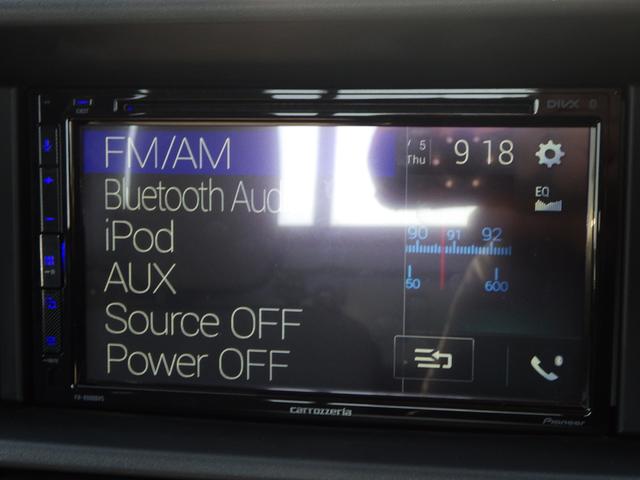 DIVX
FM/AM
Bluetooth Aud
iPod
AUX
Source OFF
Power OFF
5
Thu
9 18
EQ
90 91 92
50 600
carrozzeria
Pioneer